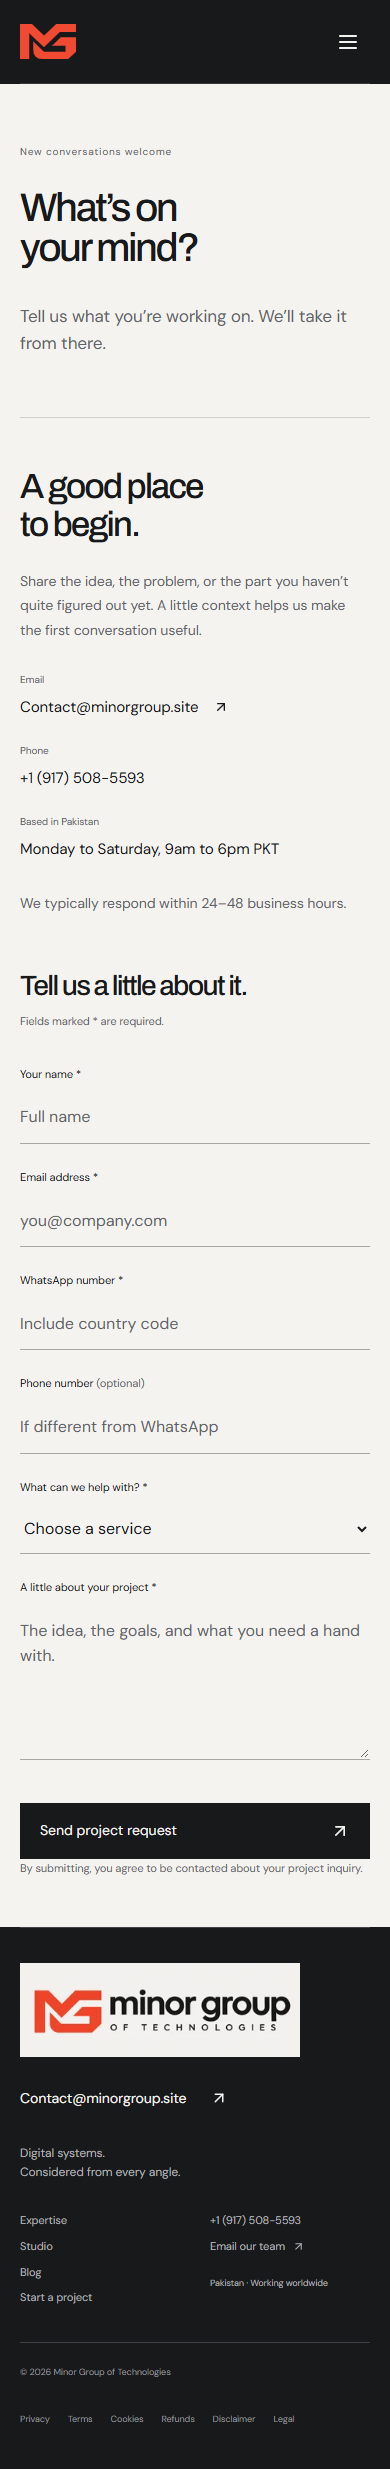 MG
New conversations welcome
What’s on
your mind?
Tell us what you’re working on. We’ll take it
from there.
A good place
to begin.
Share the idea, the problem, or the part you haven’t
quite figured out yet. A little context helps us make
the first conversation useful.
Email
Contact@minorgroup.site
Phone
+1 (917) 508-5593
Based in Pakistan
Monday to Saturday, 9am to 6pm PKT
We typically respond within 24–48 business hours.
Tell us a little about it.
Fields marked * are required.
Your name *
Full name
Email address *
you@company.com
WhatsApp number *
Include country code
Phone number (optional)
If different from WhatsApp
What can we help with? *
Choose a service
A little about your project *
The idea, the goals, and what you need a hand
with.
Send project request
By submitting, you agree to be contacted about your project inquiry.
MG minor group
OF TECHNOLOGIES
Contact@minorgroup.site
Digital systems.
Considered from every angle.
Expertise
Studio
Blog
Start a project
+1 (917) 508-5593
Email our team
Pakistan · Working worldwide
© 2026 Minor Group of Technologies
Privacy Terms Cookies Refunds Disclaimer Legal